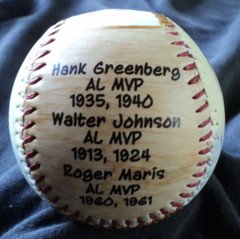 Hank Greenberg
AL MVP
1935, 1940
Walter Johnson
AL MVP
1913, 1924
Roger Maris
AL MVP
1960, 1961